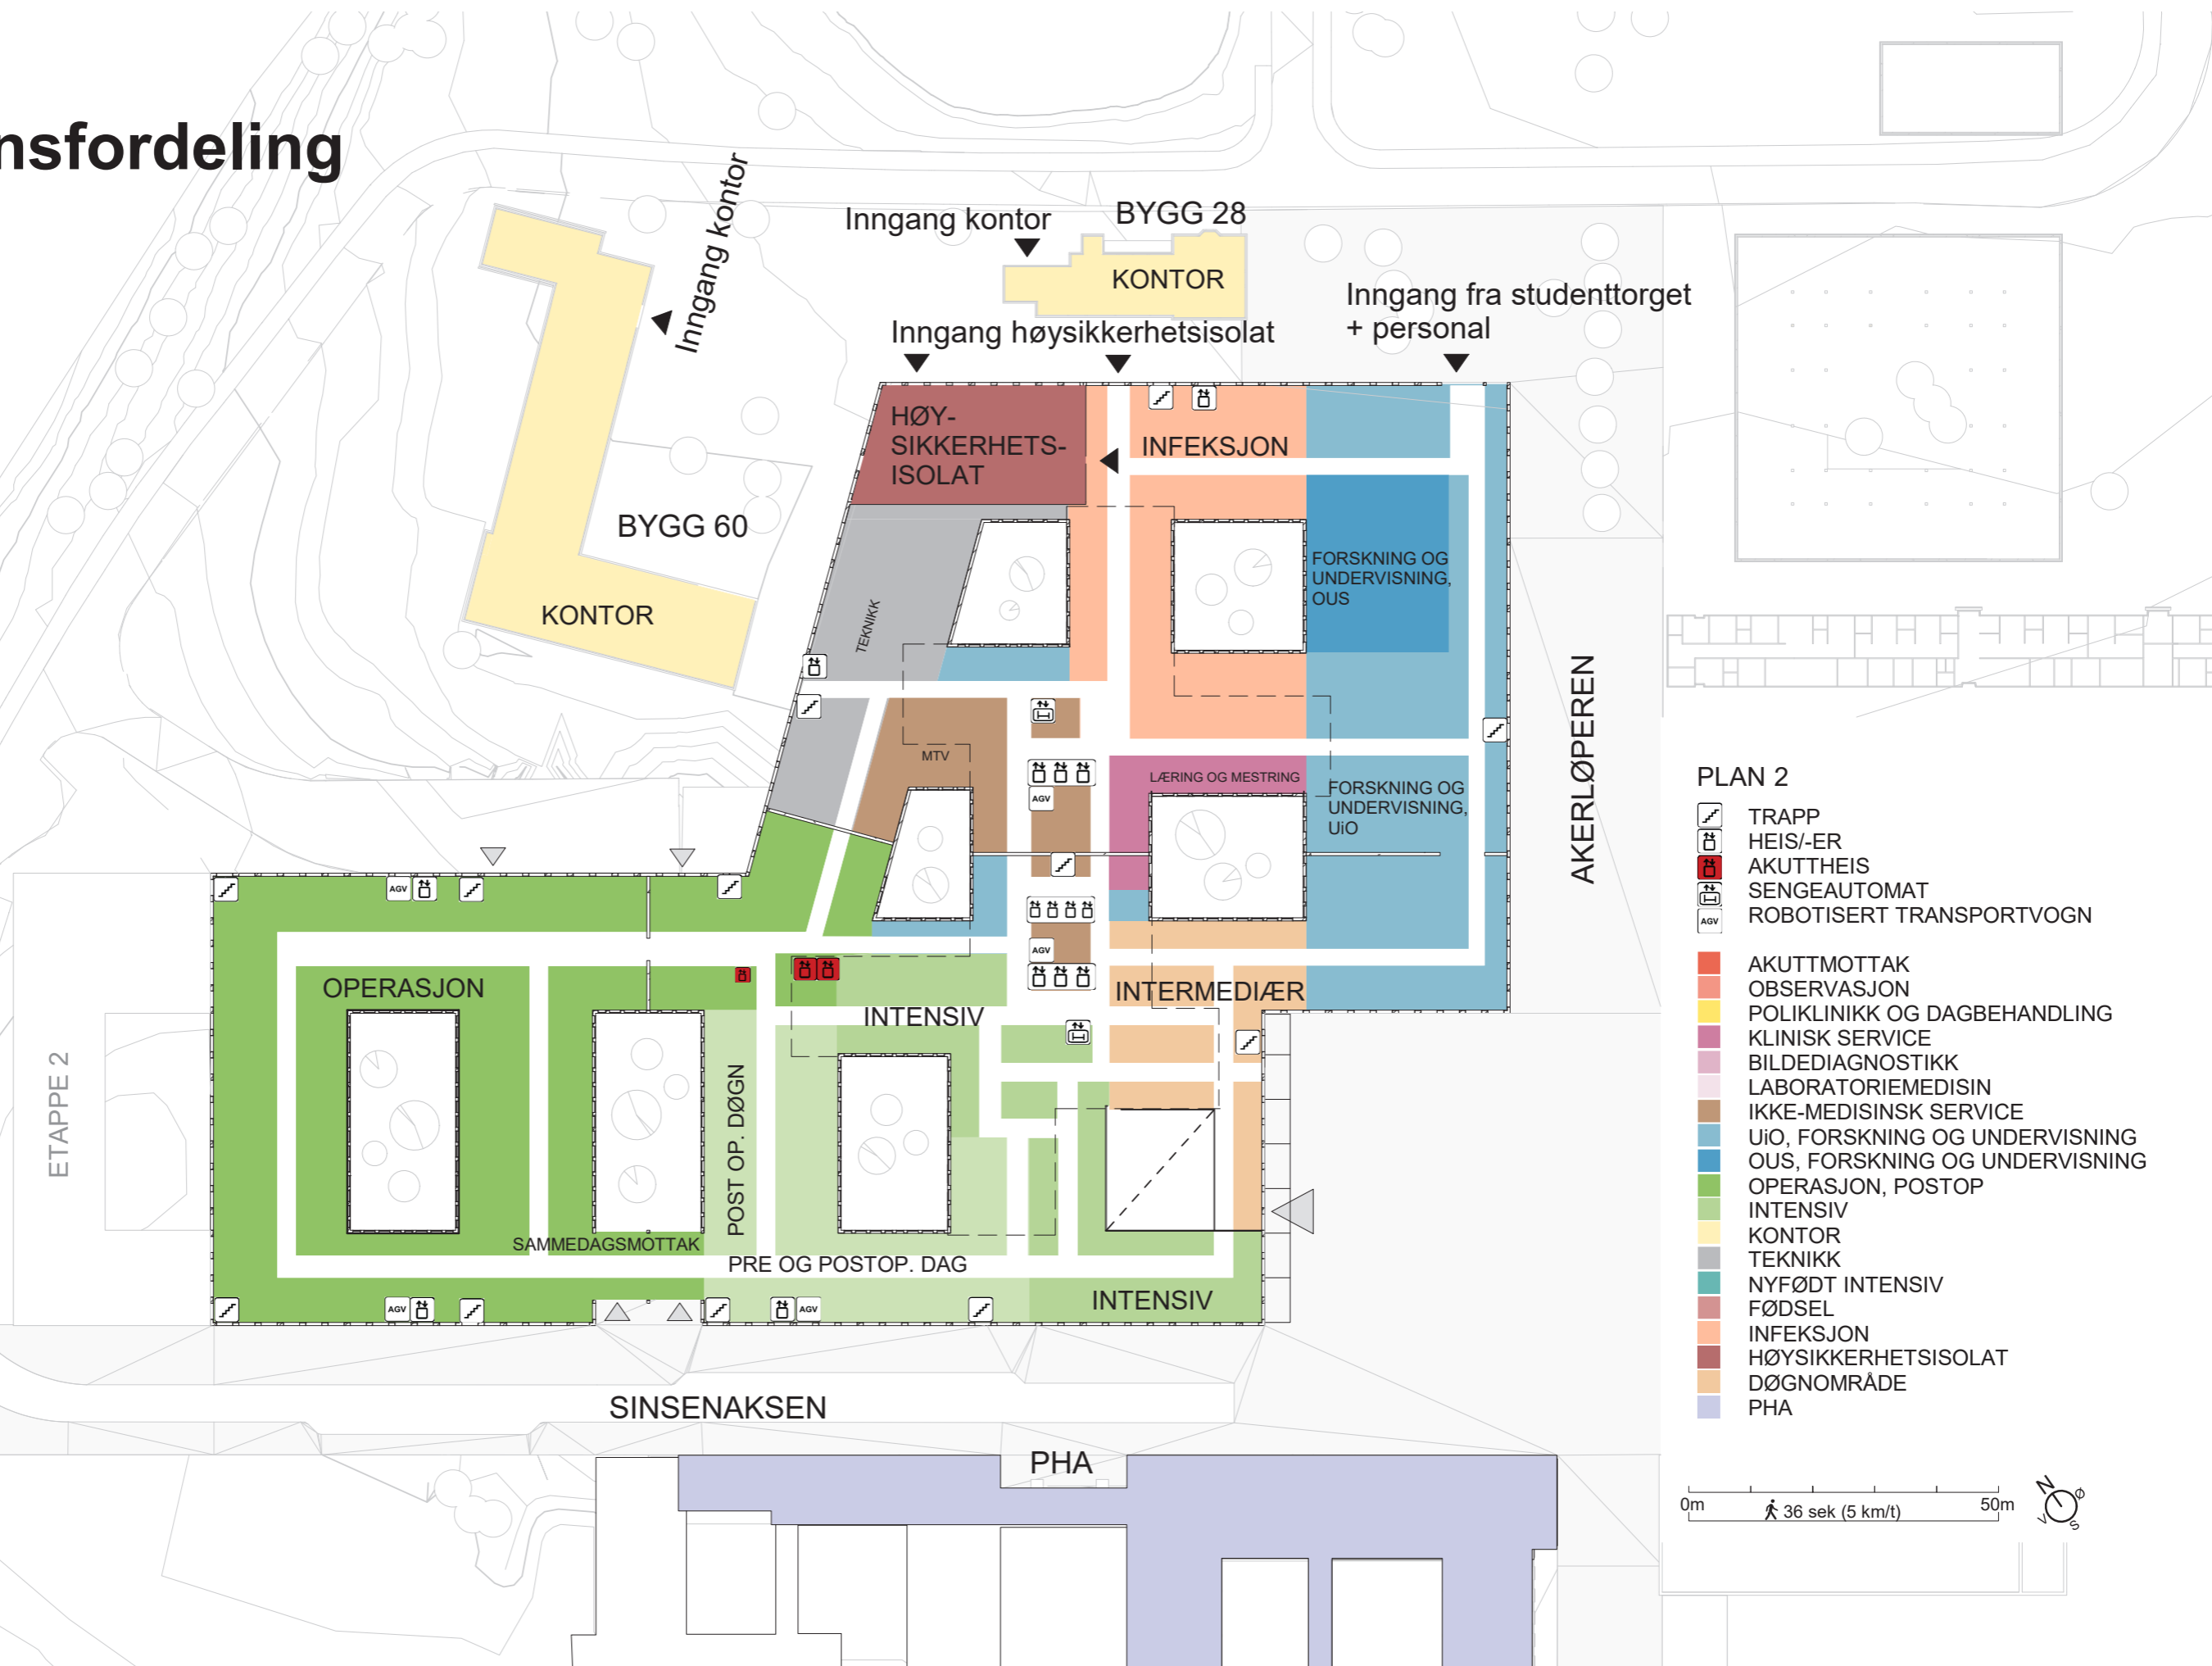 nsfordeling
Inngang kontor
Inngang kontor
BYGG 28
KONTOR
Inngang fra studenttorget
+ personal
Inngang høysikkerhetsisolat
HØY-
SIKKERHETS-
ISOLAT
INFEKSJON
BYGG 60
KONTOR
FORSKNING OG
UNDERVISNING,
OUS
TEKNIKK
MTV
LÆRING OG MESTRING
AGV
FORSKNING OG
UNDERVISNING,
UiO
AKERLØPEREN
AGV
AGV
OPERASJON
INTENSIV
INTERMEDIÆR
ETAPPE 2
POST OP. DØGN
SAMMEDAGSMOTTAK
PRE OG POSTOP. DAG
INTENSIV
AGV
AGV
SINSENAKSEN
PHA
PLAN 2
TRAPP
HEIS/-ER
AKUTTHEIS
SENGEAUTOMAT
AGV ROBOTISERT TRANSPORTVOGN
AKUTTMOTTAK
OBSERVASJON
POLIKLINIKK OG DAGBEHANDLING
KLINISK SERVICE
BILDEDIAGNOSTIKK
LABORATORIEMEDISIN
IKKE-MEDISINSK SERVICE
UiO, FORSKNING OG UNDERVISNING
OUS, FORSKNING OG UNDERVISNING
OPERASJON, POSTOP
INTENSIV
KONTOR
TEKNIKK
NYFØDT INTENSIV
FØDSEL
INFEKSJON
HØYSIKKERHETSISOLAT
DØGNOMRÅDE
PHA
0m
36 sek (5 km/t)
50m
N
Ø
V
S